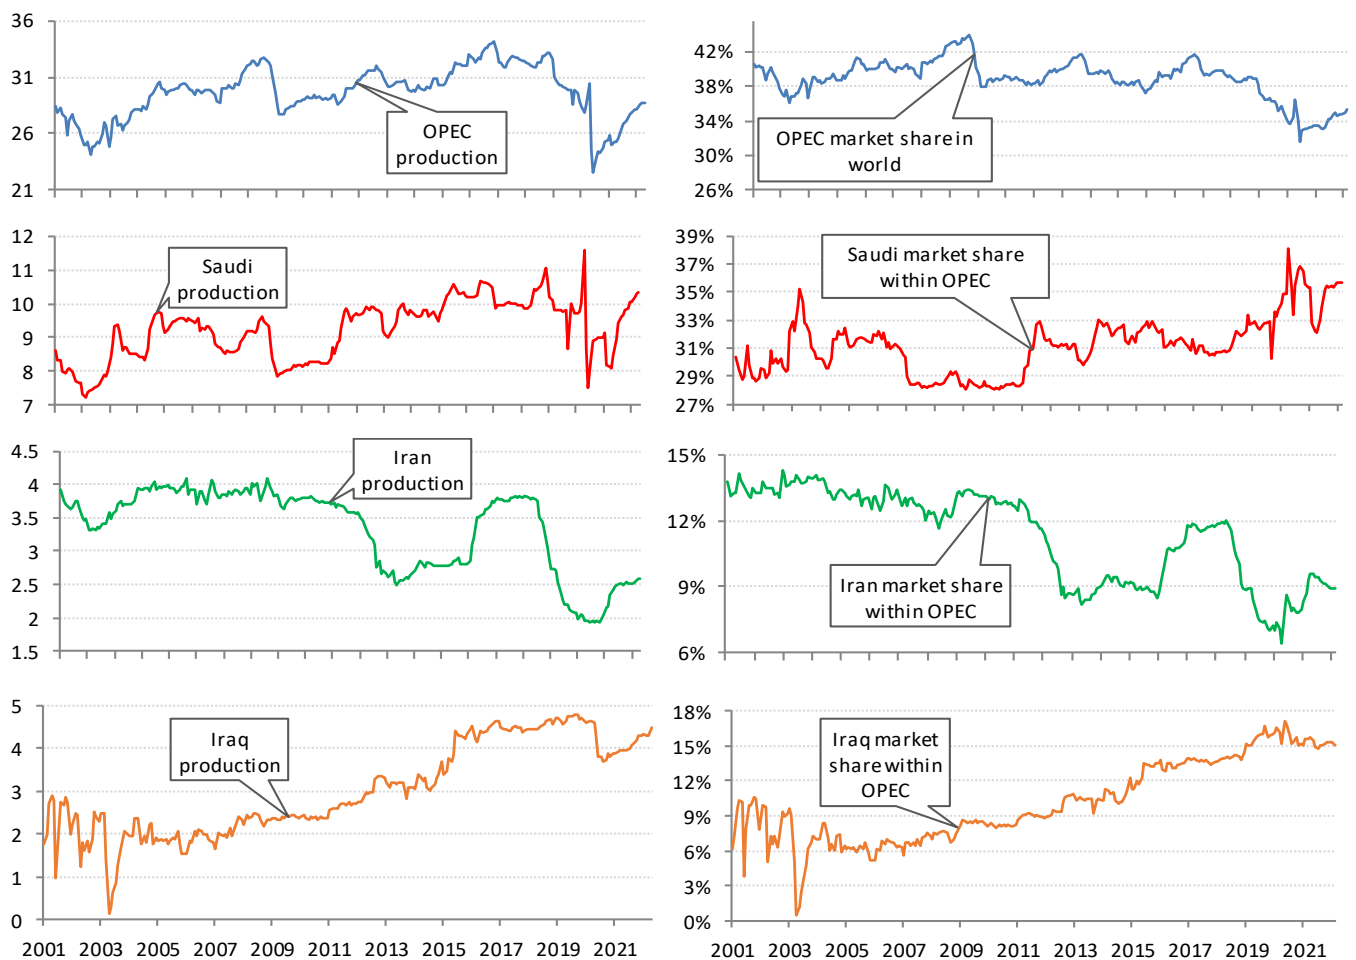 36
31
26
21
OPEC
production
42%
38%
34%
30%
26%
OPEC market share in
world
12
11
10
9
8
7
Saudi
production
39%
37%
35%
33%
31%
29%
27%
Saudi market share
within OPEC
4.5
4
3.5
3
2.5
2
1.5
Iran
production
15%
12%
9%
6%
Iran market share
within OPEC
5
4
3
2
1
0
Iraq
production
2001 2003 2005 2007 2009 2011 2013 2015 2017 2019 2021
18%
15%
12%
9%
6%
3%
0%
Iraq market
share within
OPEC
2001 2003 2005 2007 2009 2011 2013 2015 2017 2019 2021